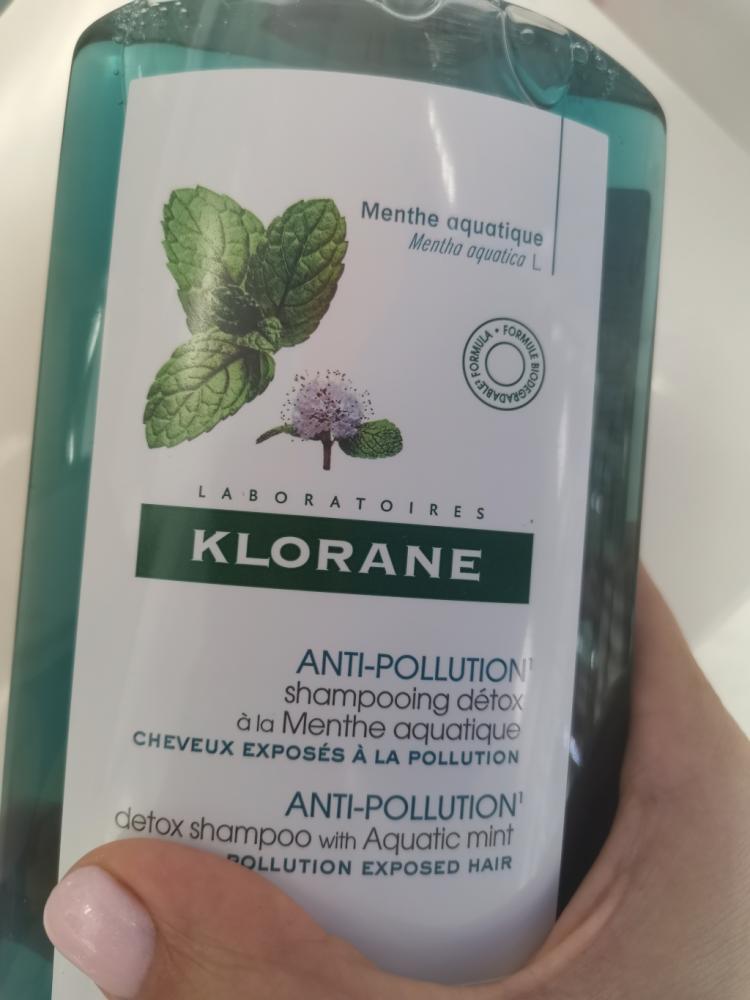 Menthe aquatique
Mentha aquatica L
FORMULE BIODEGRADABLE² FORMULA
LABORATOIRES
KLORANE
ANTI-POLLUTION¹
shampooing détox
à la Menthe aquatique
CHEVEUX EXPOSÉS À LA POLLUTION
ANTI-POLLUTION¹
detox shampoo with Aquatic mint
POLLUTION EXPOSED HAIR